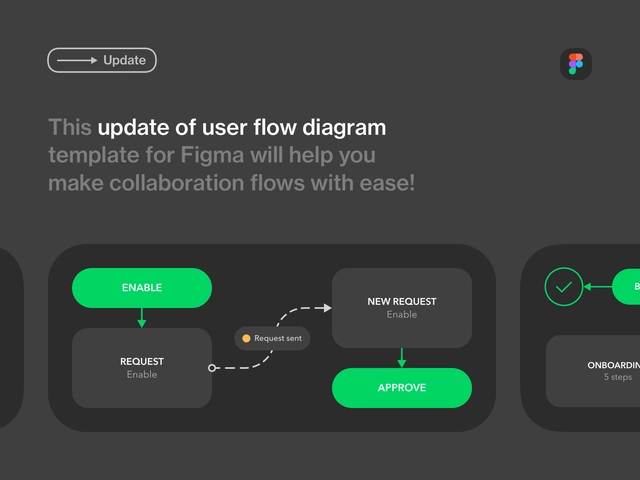 Update
This update of user flow diagram
template for Figma will help you
make collaboration flows with ease!
ENABLE
REQUEST
Enable
Request sent
NEW REQUEST
Enable
APPROVE
5 steps